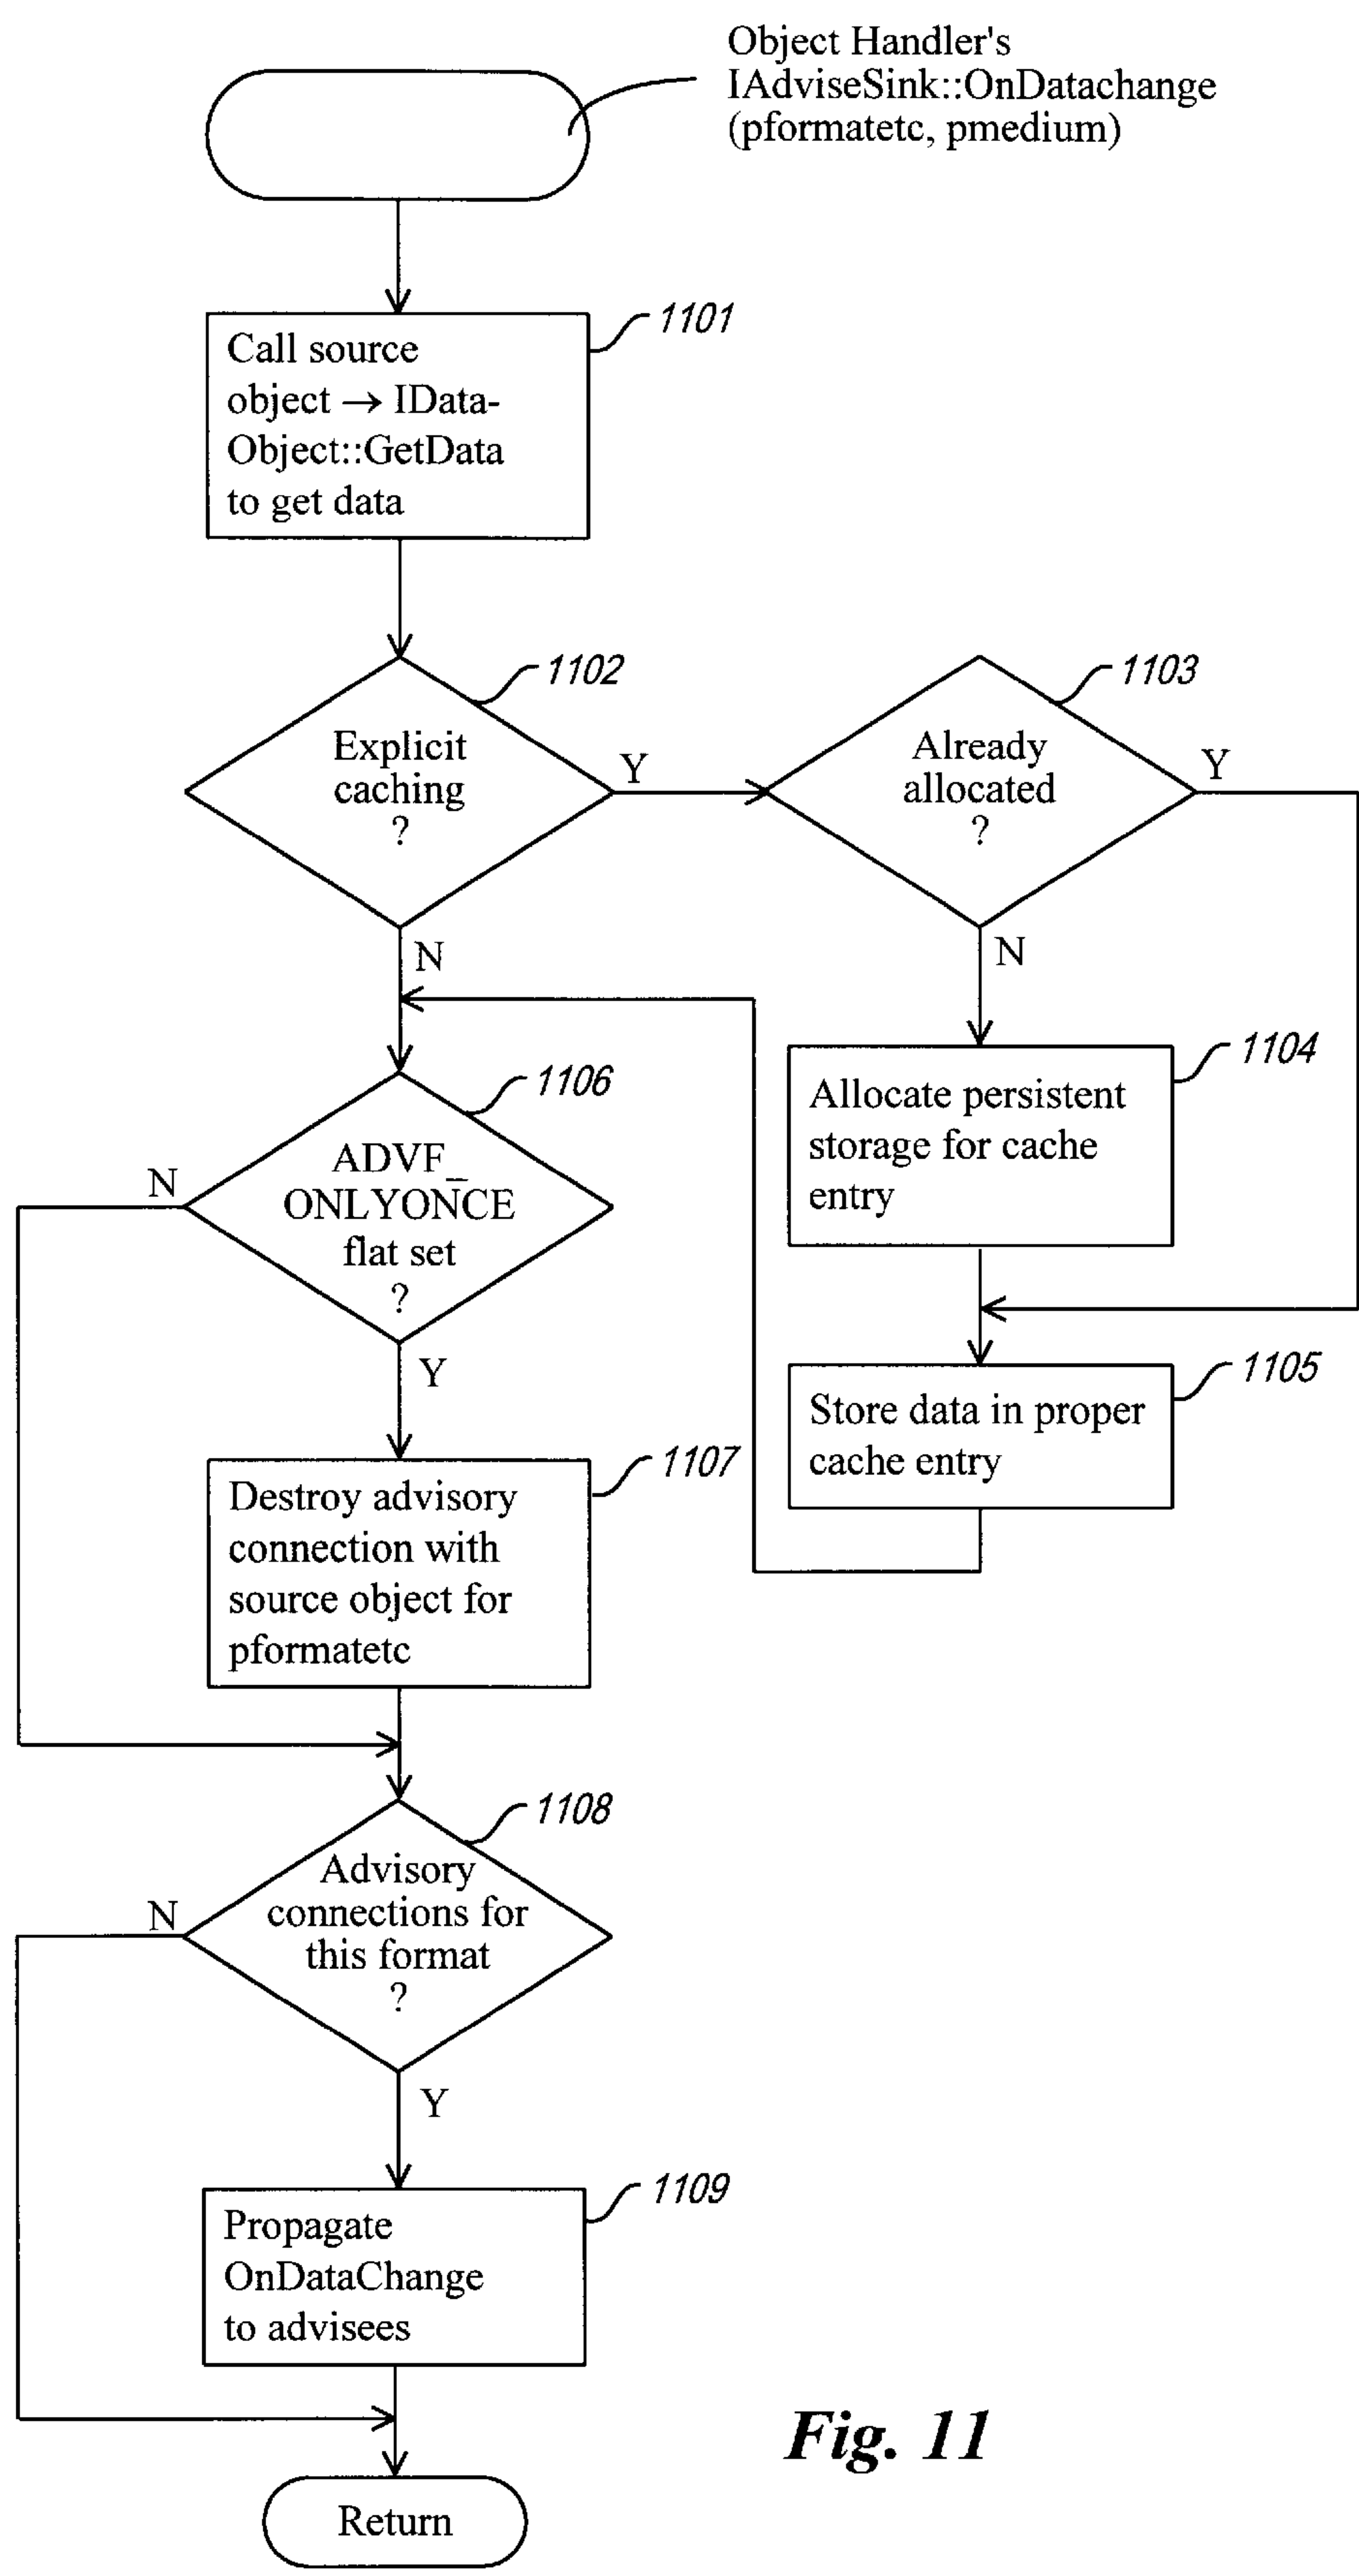 Object Handler's
IAdviseSink::OnDatachange
(pformatetc, pmedium)
1101
Call source
object → IData-
Object::GetData
to get data
1102
Explicit
caching
?
Y
N
1103
Already
allocated
?
Y
N
1104
Allocate persistent
storage for cache
entry
1105
Store data in proper
cache entry
1106
ADVF_
ONLYONCE
flat set
?
N
Y
1107
Destroy advisory
connection with
source object for
pformatetc
1108
Advisory
connections for
this format
?
N
Y
1109
Propagate
OnDataChange
to advisees
Return
Fig. 11